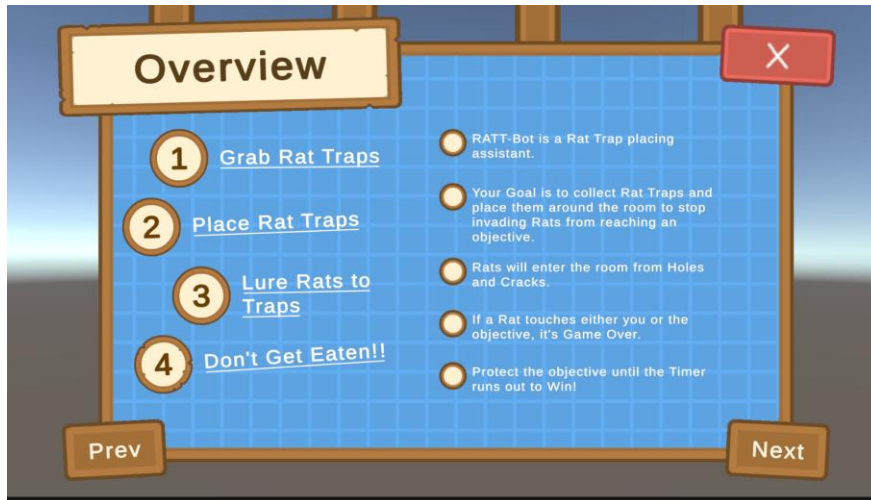 Overview
X
1
Grab Rat Traps
2
Place Rat Traps
3
Lure Rats to
Traps
4
Don't Get Eaten!!
RATT-Bot is a Rat Trap placing
assistant.
Your Goal is to collect Rat Traps and
place them around the room to stop
invading Rats from reaching an
objective.
Rats will enter the room from Holes
and Cracks.
If a Rat touches either you or the
objective, it's Game Over.
Protect the objective until the Timer
runs out to Win!
Prev
Next